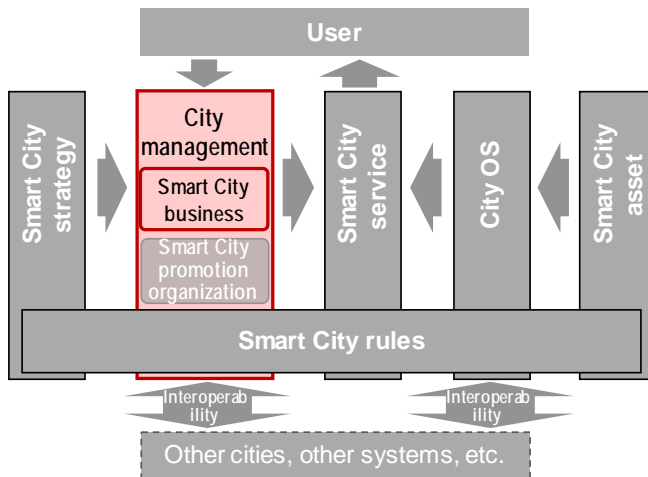 User
Smart City
strategy
City
management
Smart City
business
Smart City
promotion
organization
Smart City
service
City OS
Smart City
asset
Smart City rules
Interoperab
ility
Interoperab
ility
Other cities, other systems, etc.